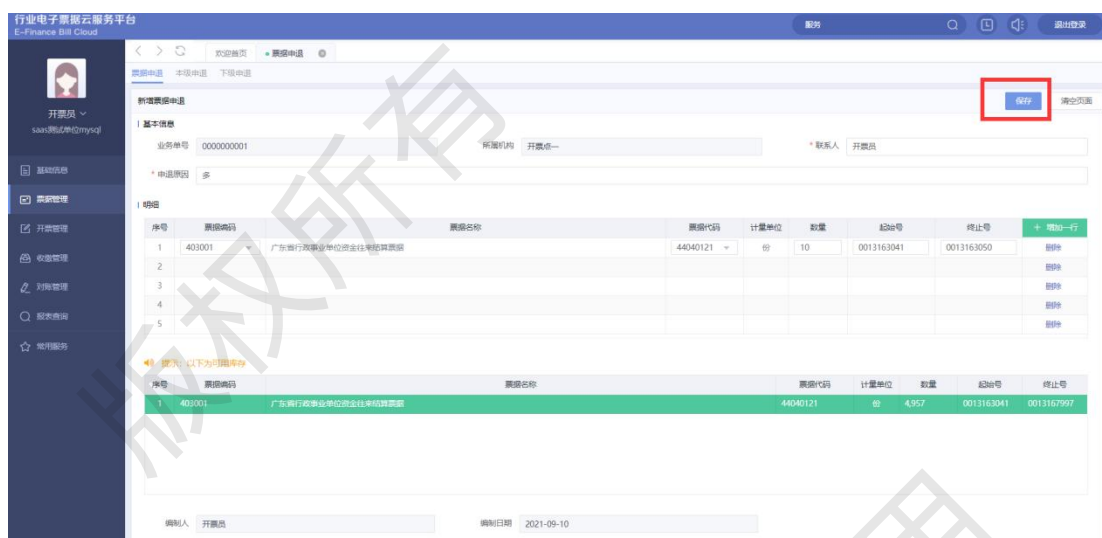 行业电子票据云服务平台
E-Finance Bill Cloud
服务
退出登录
欢迎首页 票据申退
票据申退 本级申退 下级申退
开票员
saas测试单位mysql
基础信息
票据管理
开票管理
收缴管理
对账管理
报表查询
常用服务
新增票据申退 保存 清空页面
基本信息
业务单号 0000000001 所属机构 开票点一 * 联系人 开票员
* 申退原因 多
明细
序号 票据编码 票据名称 票据代码 计量单位 数量 起始号 终止号 + 增加一行
1 403001 广东省行政事业单位资金往来结算票据 44040121 份 10 0013163041 0013163050 删除
2 删除
3 删除
4 删除
5 删除
提示：以下为可用库存
序号 票据编码 票据名称 票据代码 计量单位 数量 起始号 终止号
1 403001 广东省行政事业单位资金往来结算票据 44040121 份 4,957 0013163041 0013167997
编制人 开票员 编制日期 2021-09-10
版权所有
用